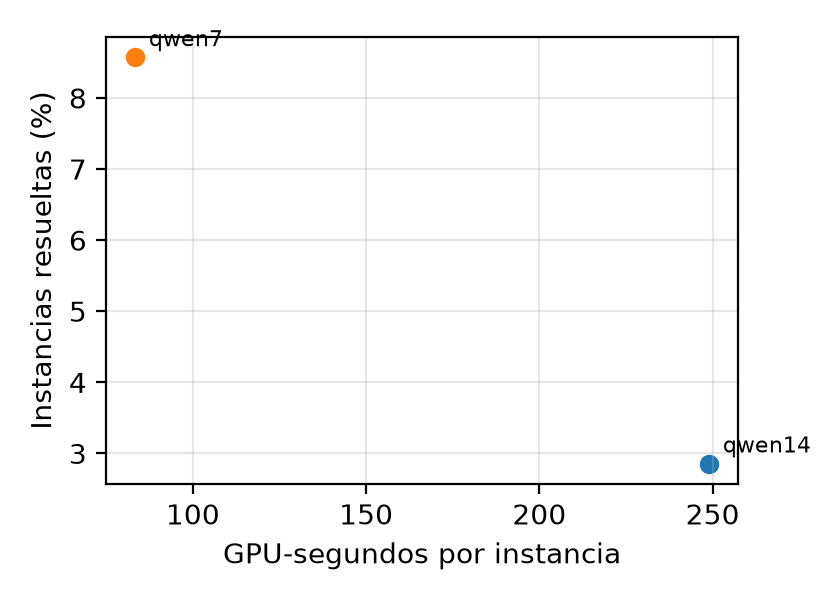 qwen7
8
7
6
5
4
3
Instancias resueltas (%)
qwen14
100
150
200
250
GPU-segundos por instancia